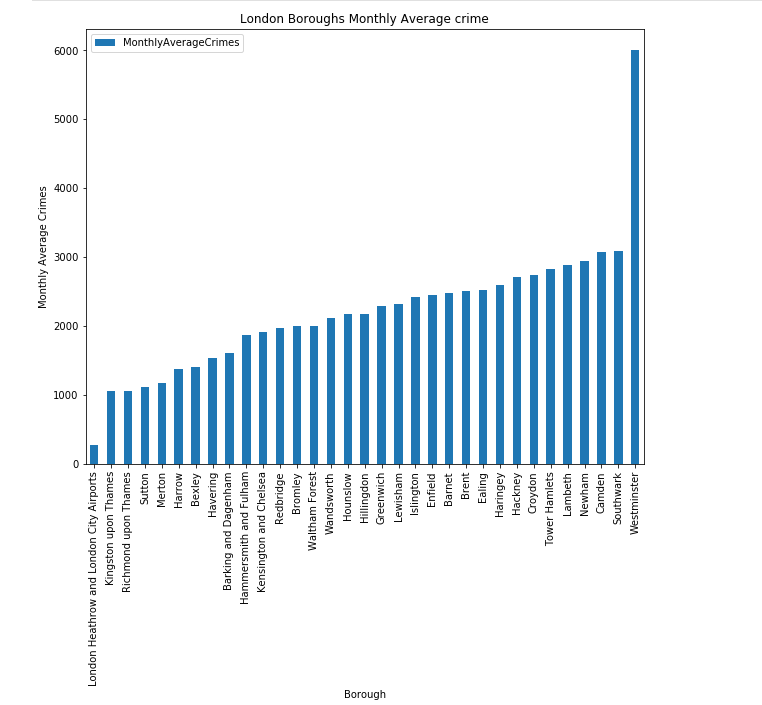 London Boroughs Monthly Average crime
MonthlyAverageCrimes
Monthly Average Crimes
6000
5000
4000
3000
2000
1000
0
London Heathrow and London City Airports
Kingston upon Thames
Richmond upon Thames
Sutton
Merton
Harrow
Bexley
Havering
Barking and Dagenham
Hammersmith and Fulham
Kensington and Chelsea
Redbridge
Bromley
Waltham Forest
Wandsworth
Hounslow
Hillingdon
Greenwich
Lewisham
Islington
Enfield
Barnet
Brent
Ealing
Haringey
Hackney
Croydon
Tower Hamlets
Lambeth
Newham
Camden
Southwark
Westminster
Borough